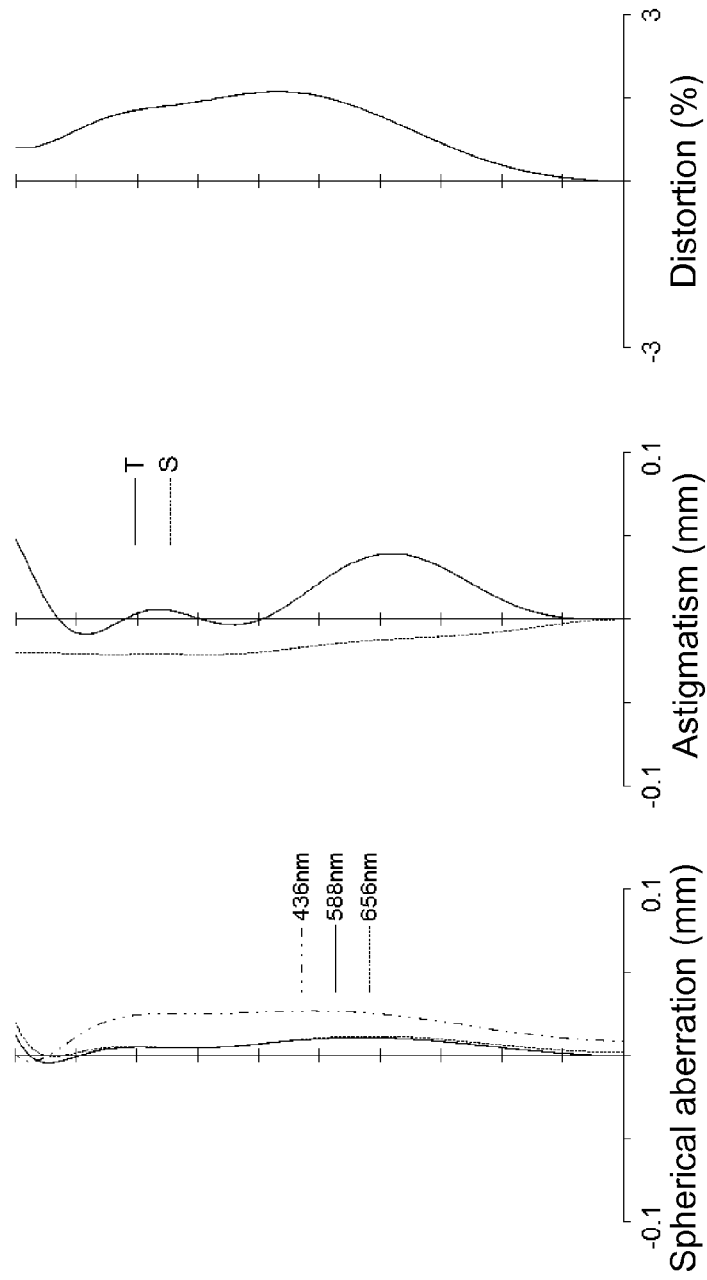 3
-3
Distortion (%)
T
S
0.1
-0.1
Astigmatism (mm)
436nm
588nm
656nm
0.1
-0.1
Spherical aberration (mm)